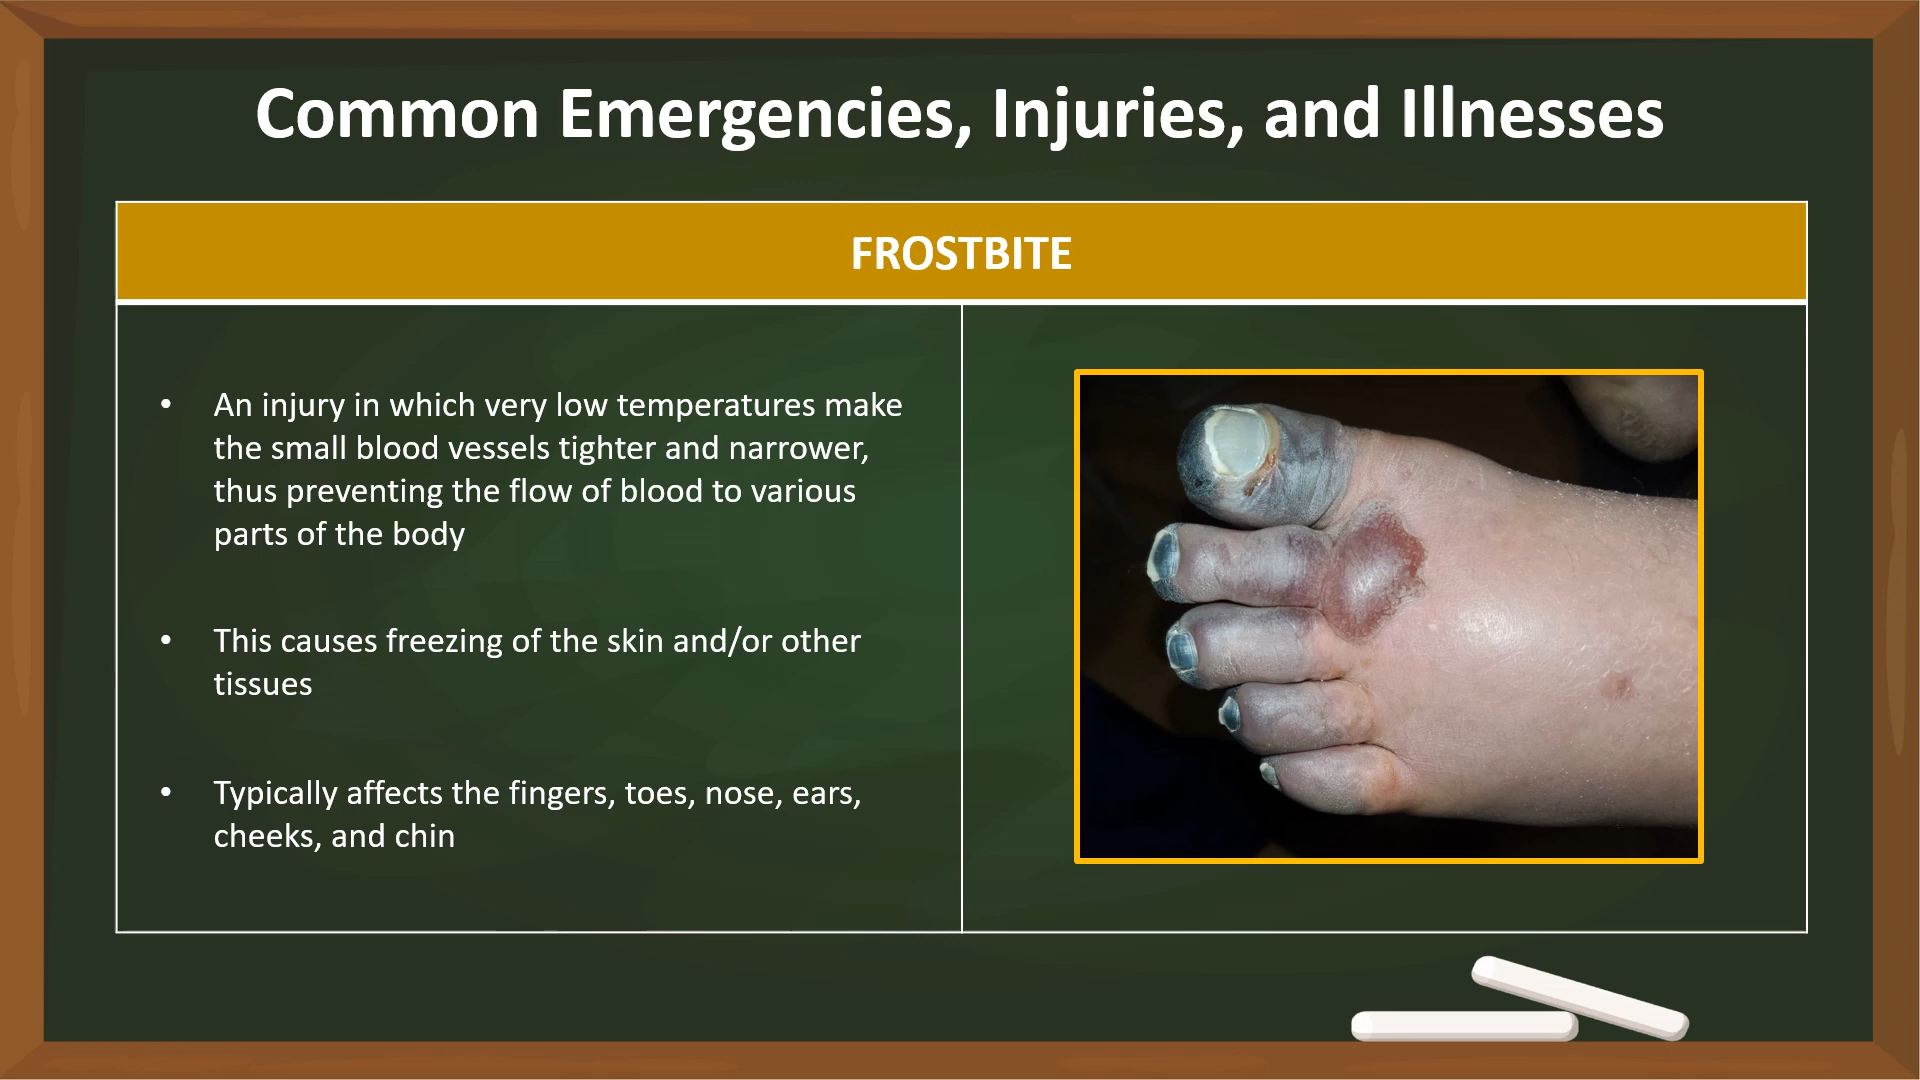 Common Emergencies, Injuries, and Illnesses
FROSTBITE
• An injury in which very low temperatures make
the small blood vessels tighter and narrower,
thus preventing the flow of blood to various
parts of the body
• This causes freezing of the skin and/or other
tissues
• Typically affects the fingers, toes, nose, ears,
cheeks, and chin